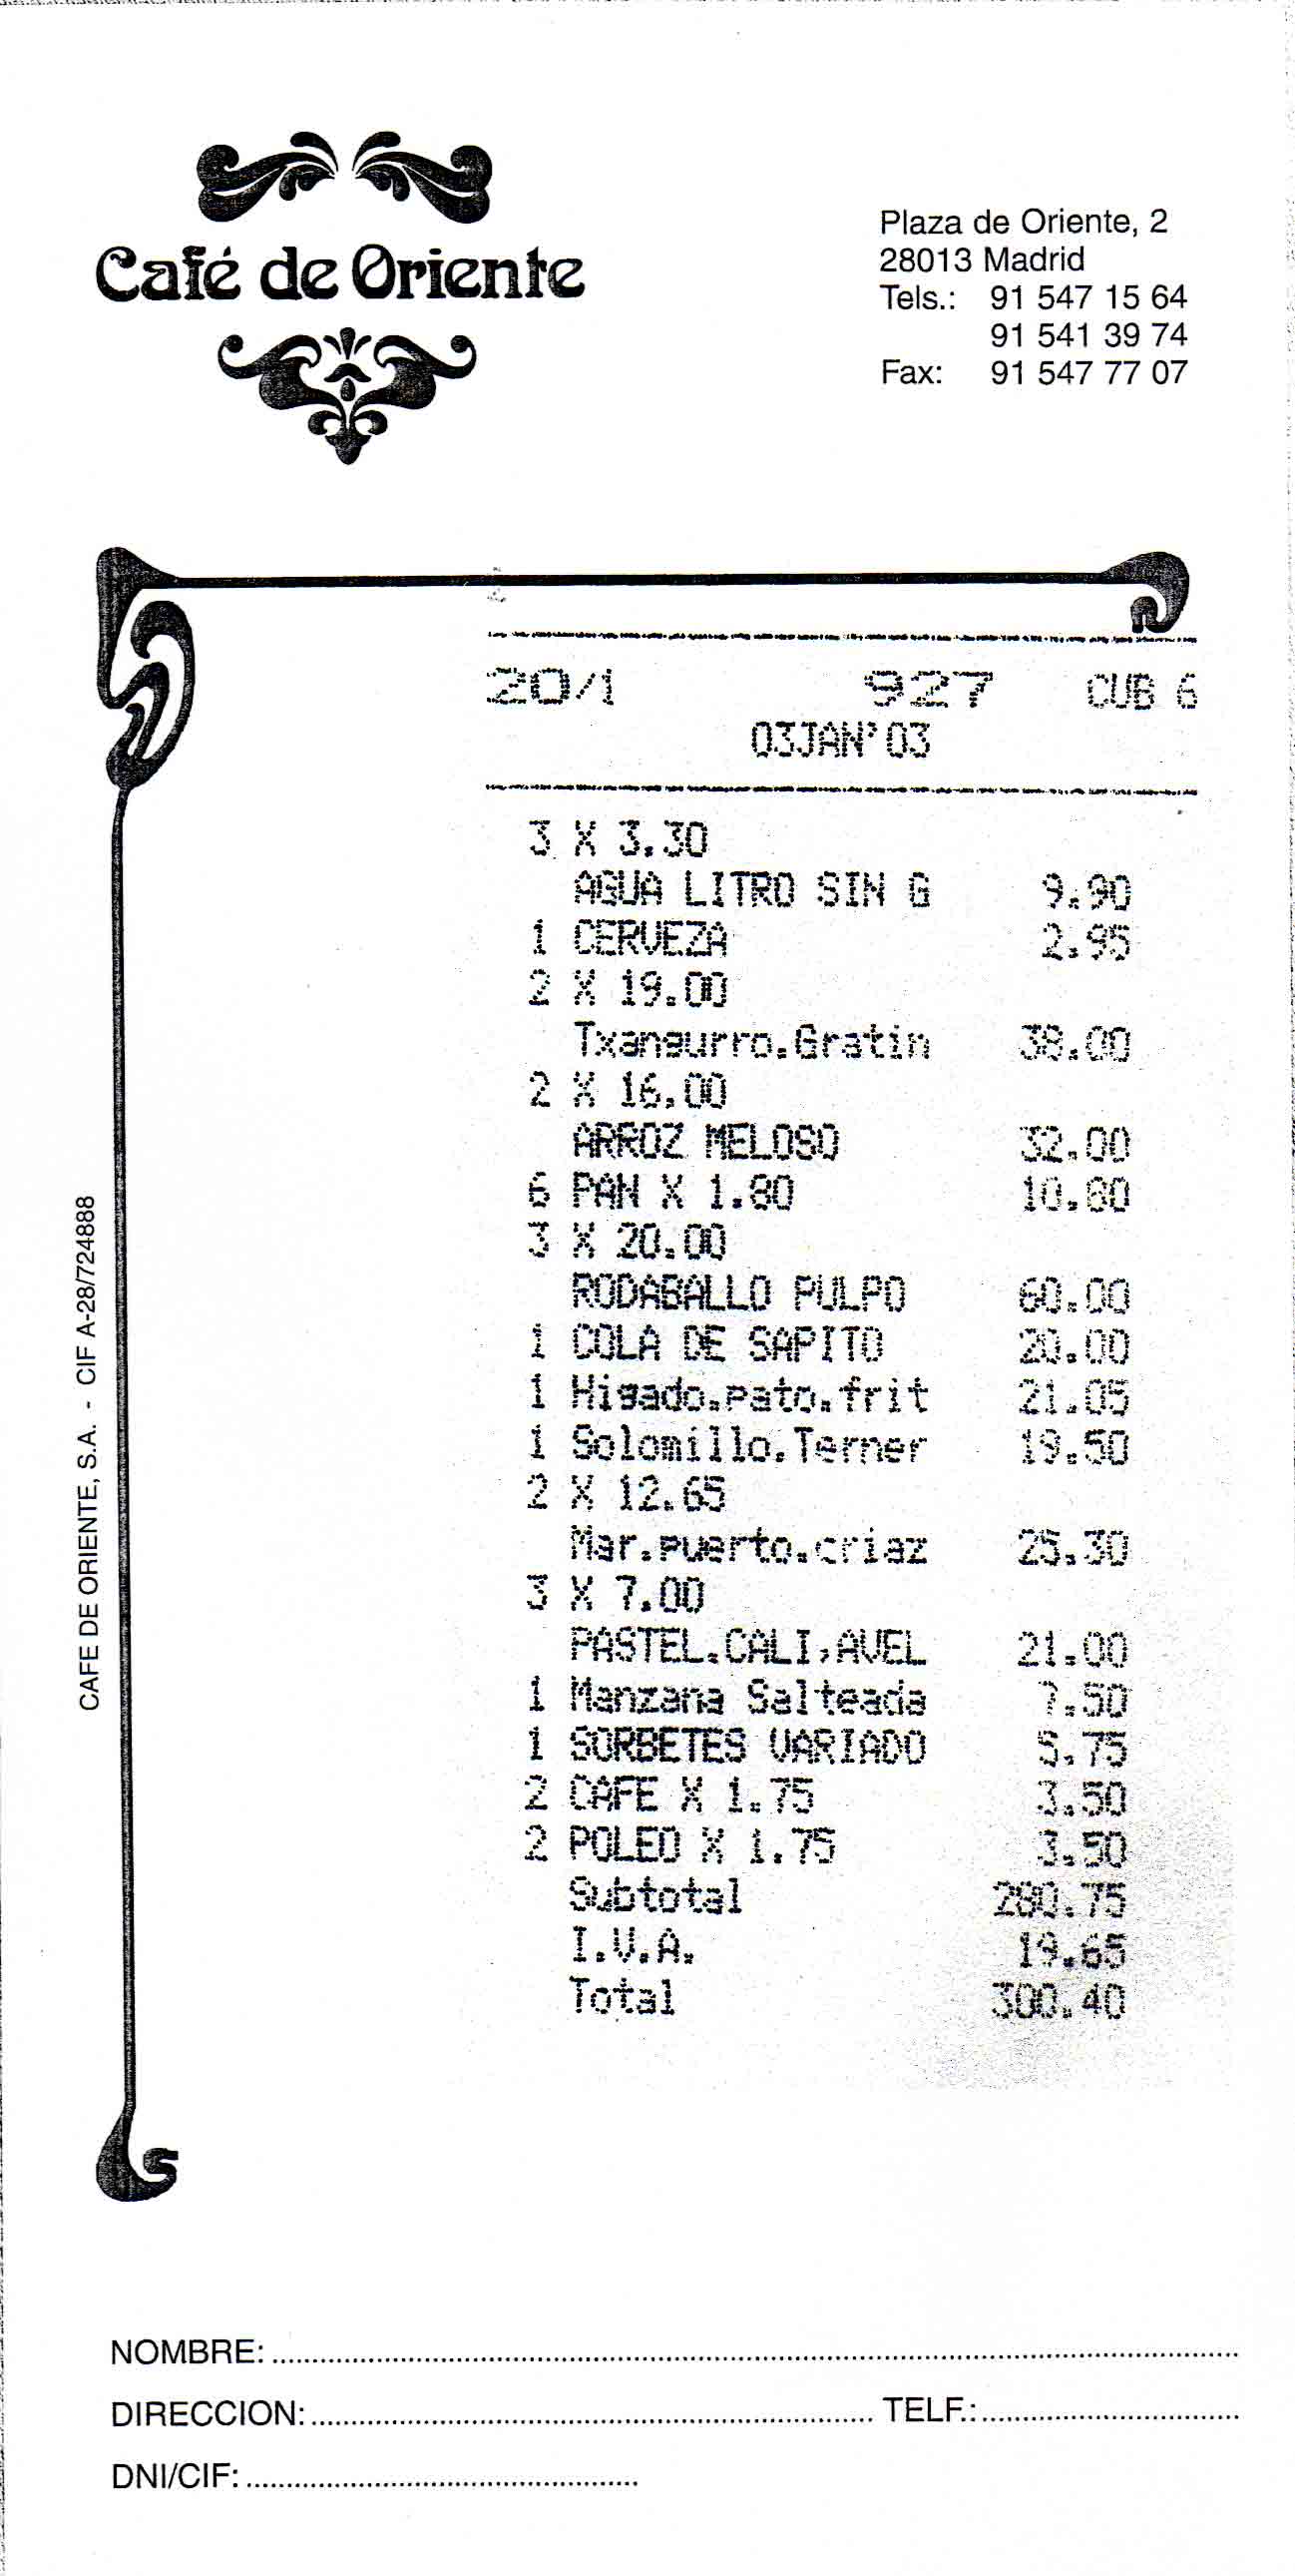 Café de Oriente
Plaza de Oriente, 2
28013 Madrid
Tels.: 91 547 15 64
91 541 39 74
Fax: 91 547 77 07
20/1 927 CUB 6
03JAN'03
3 X 3.30
AGUA LITRO SIN G 9.90
1 CERVEZA 2.95
2 X 19.00
Txangurro.Gratin 38.00
2 X 16.00
ARROZ MELOSO 32.00
6 PAN X 1.80 10.80
3 X 20.00
RODABALLO PULPO 60.00
1 COLA DE SAPITO 20.00
1 Higado.pato.frit 21.05
1 Solomillo.Terner 19.50
2 X 12.65
Mar.puerto.criaz 25.30
3 X 7.00
PASTEL.CALI,AVEL 21.00
1 Manzana Salteada 7.50
1 SORBETES VARIADO 5.75
2 CAFE X 1.75 3.50
2 POLEO X 1.75 3.50
Subtotal 280.75
I.V.A. 19.65
Total 300.40
CAFE DE ORIENTE, S.A. - CIF A-28/724888
NOMBRE:
DIRECCION: TELF.:
DNI/CIF: